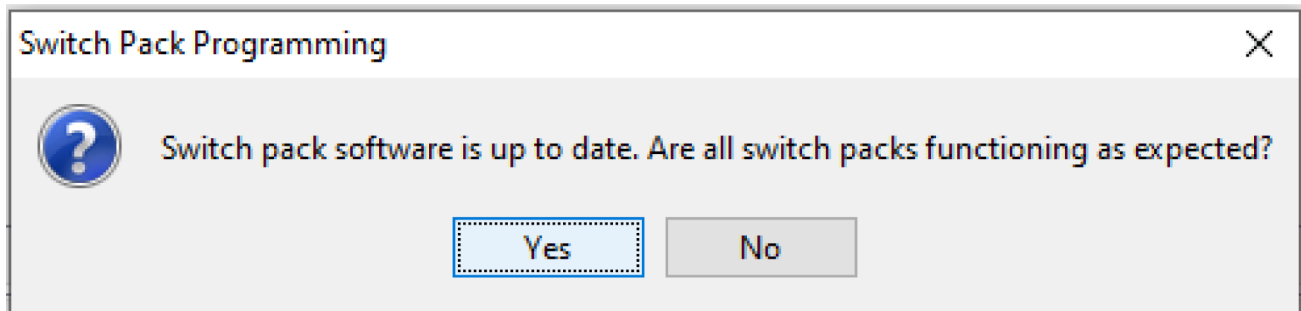 Switch Pack Programming
Switch pack software is up to date. Are all switch packs functioning as expected?
Yes
No